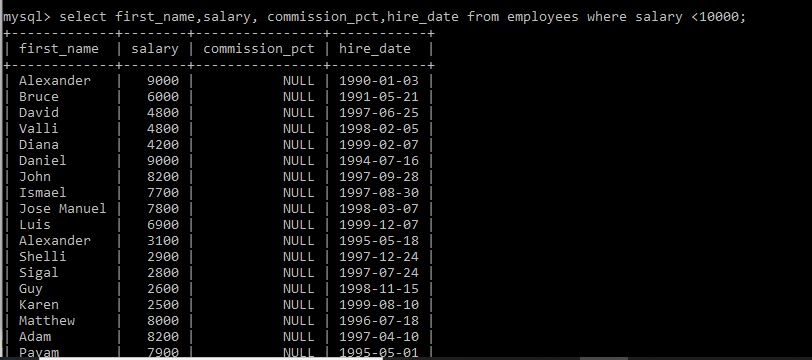 mysql> select first_name,salary, commission_pct,hire_date from employees where salary <10000;
+-------------+--------+----------------+------------+
| first_name  | salary | commission_pct | hire_date  |
+-------------+--------+----------------+------------+
| Alexander   |   9000 |           NULL | 1990-01-03 |
| Bruce       |   6000 |           NULL | 1991-05-21 |
| David       |   4800 |           NULL | 1997-06-25 |
| Valli       |   4800 |           NULL | 1998-02-05 |
| Diana       |   4200 |           NULL | 1999-02-07 |
| Daniel      |   9000 |           NULL | 1994-07-16 |
| John        |   8200 |           NULL | 1997-09-28 |
| Ismael      |   7700 |           NULL | 1997-08-30 |
| Jose Manuel |   7800 |           NULL | 1998-03-07 |
| Luis        |   6900 |           NULL | 1999-12-07 |
| Alexander   |   3100 |           NULL | 1995-05-18 |
| Shelli      |   2900 |           NULL | 1997-12-24 |
| Sigal       |   2800 |           NULL | 1997-07-24 |
| Guy         |   2600 |           NULL | 1998-11-15 |
| Karen       |   2500 |           NULL | 1999-08-10 |
| Matthew     |   8000 |           NULL | 1996-07-18 |
| Adam        |   8200 |           NULL | 1997-04-10 |
| Payam       |   7900 |           NULL | 1995-05-01 |